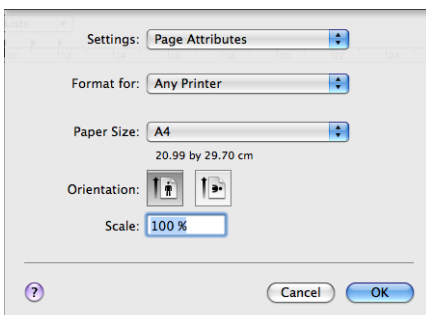 Settings: Page Attributes
Format for: Any Printer
Paper Size: A4
20.99 by 29.70 cm
Orientation:
Scale: 100 %
?
Cancel OK